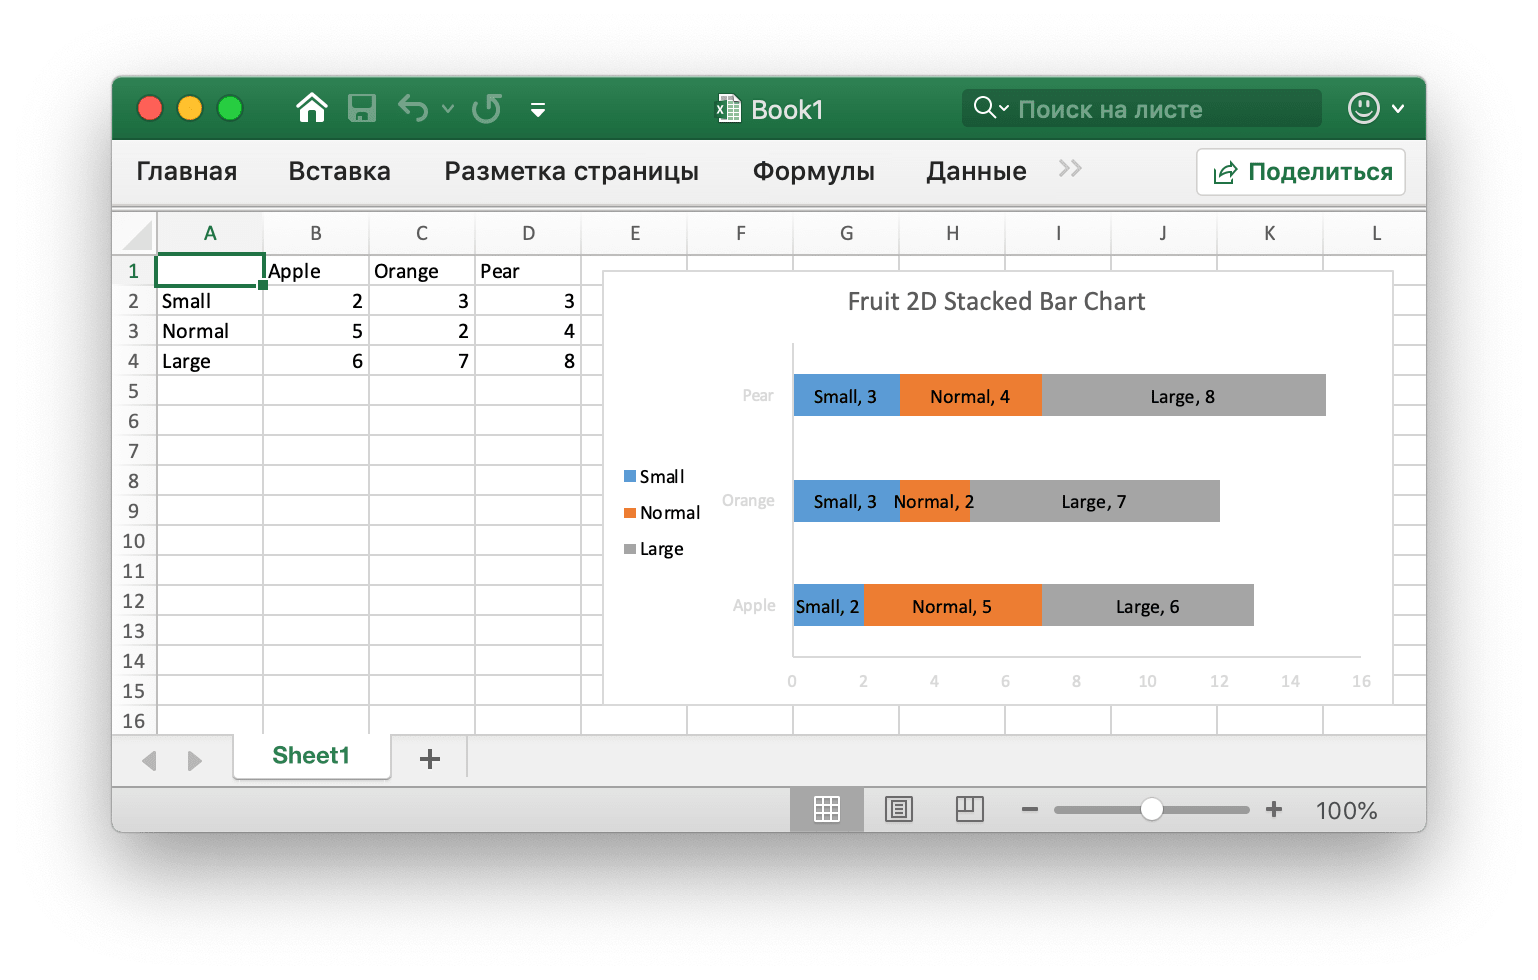 Book1
Поиск на листе
Главная Вставка Разметка страницы Формулы Данные Поделиться
A B C D E F G H I J K L
1 Apple Orange Pear
2 Small 2 3 3
3 Normal 5 2 4
4 Large 6 7 8
5
6
7
8
9
10
11
12
13
14
15
16
Fruit 2D Stacked Bar Chart
Pear Small, 3 Normal, 4 Large, 8
Small
Normal
Large
Orange Small, 3 Normal, 2 Large, 7
Apple Small, 2 Normal, 5 Large, 6
0 2 4 6 8 10 12 14 16
Sheet1
100%